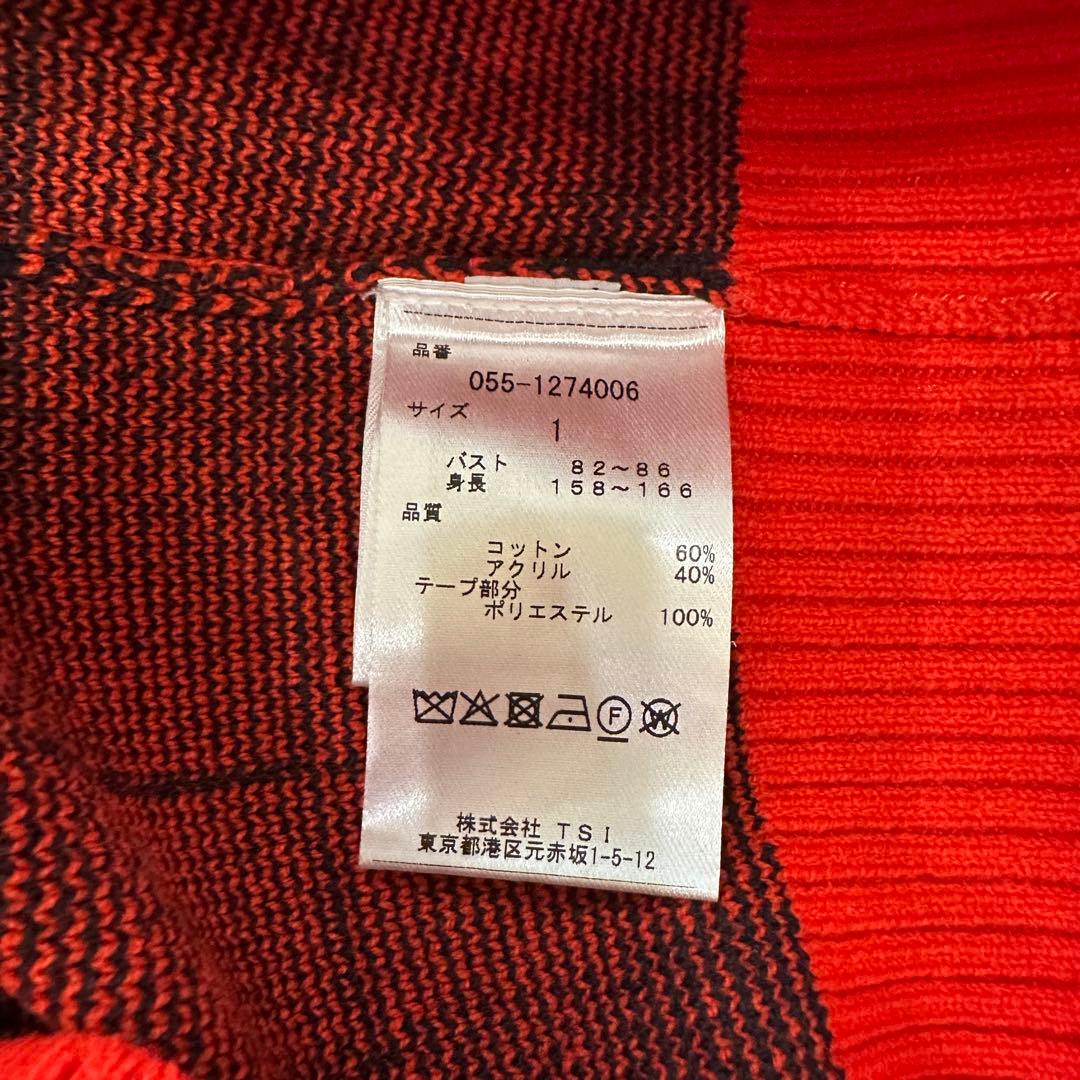 品番
055-1274006
サイズ
1
バスト 82～86
身長 158～166
品質
コットン 60%
アクリル 40%
テープ部分
ポリエステル 100%
F W
株式会社 TSI
東京都港区元赤坂1-5-12